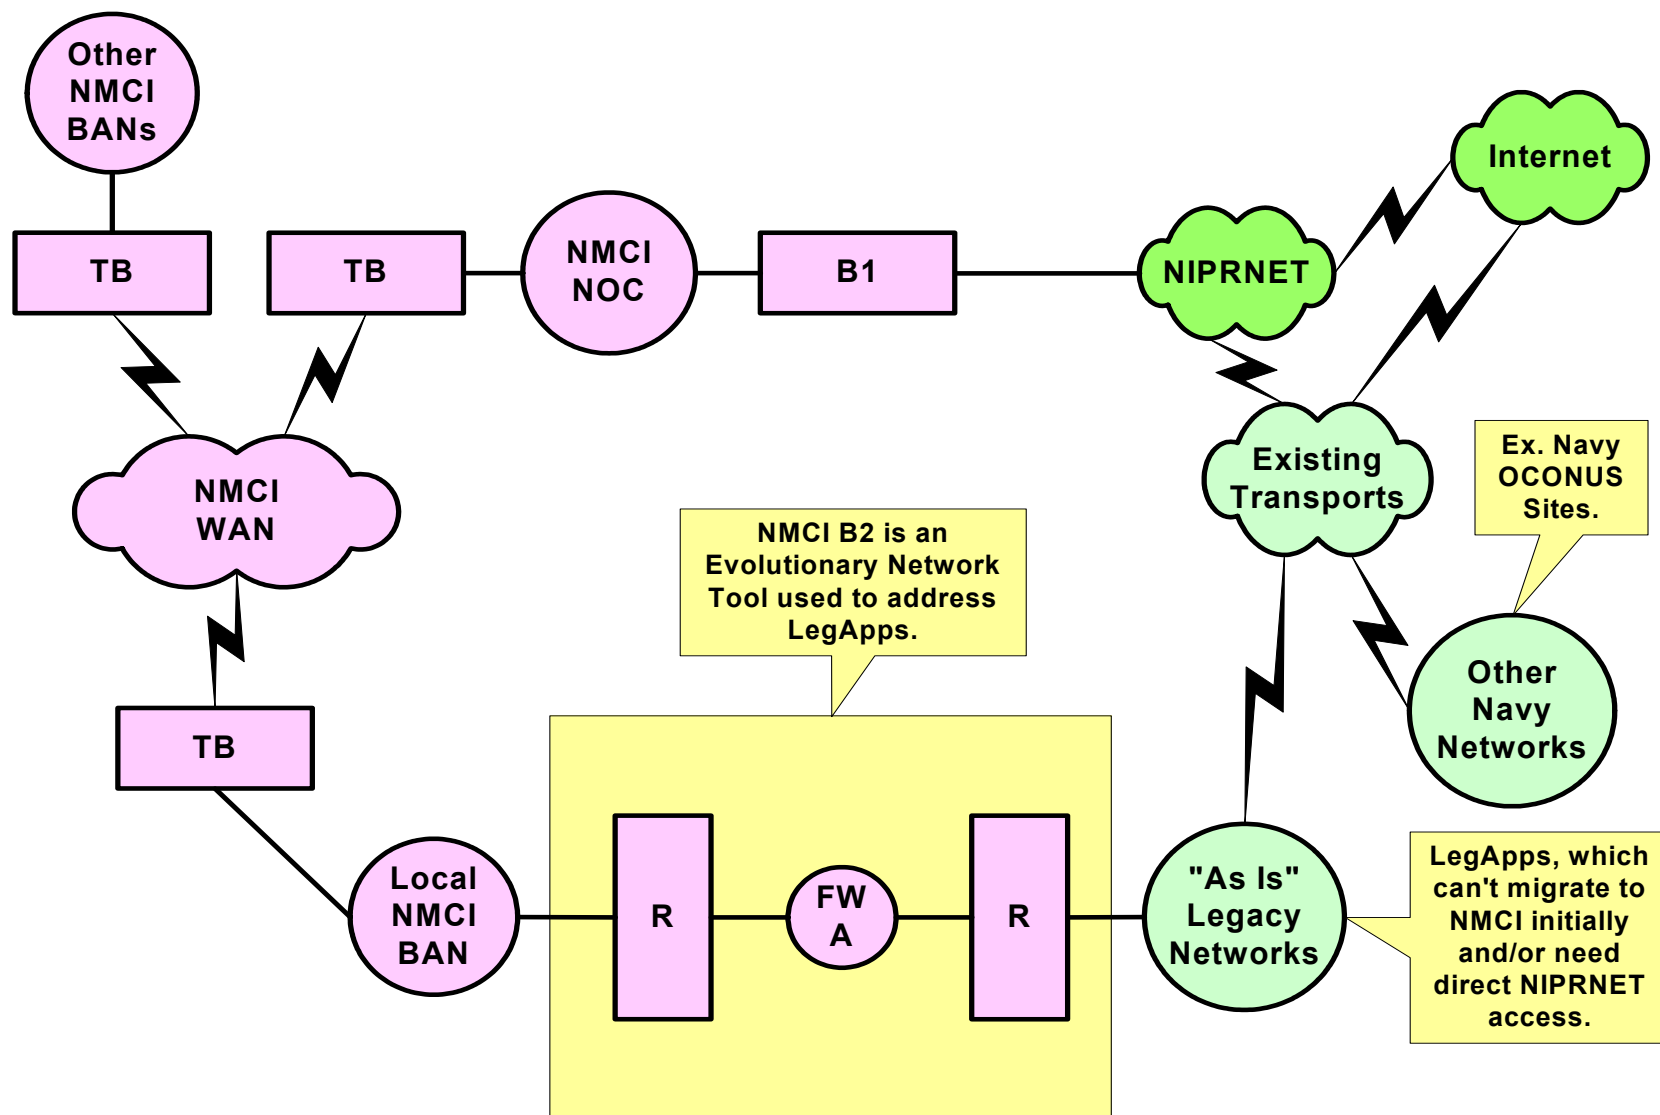 Other
NMCI
BANs
Internet
TB
TB
NMCI
NOC
B1
NIPRNET
Existing
Transports
Ex. Navy
OCONUS
Sites.
NMCI
WAN
NMCI B2 is an
Evolutionary Network
Tool used to address
LegApps.
Other
Navy
Networks
TB
Local
NMCI
BAN
R
FW
A
R
"As Is"
Legacy
Networks
LegApps, which
can't migrate to
NMCI initially
and/or need
direct NIPRNET
access.